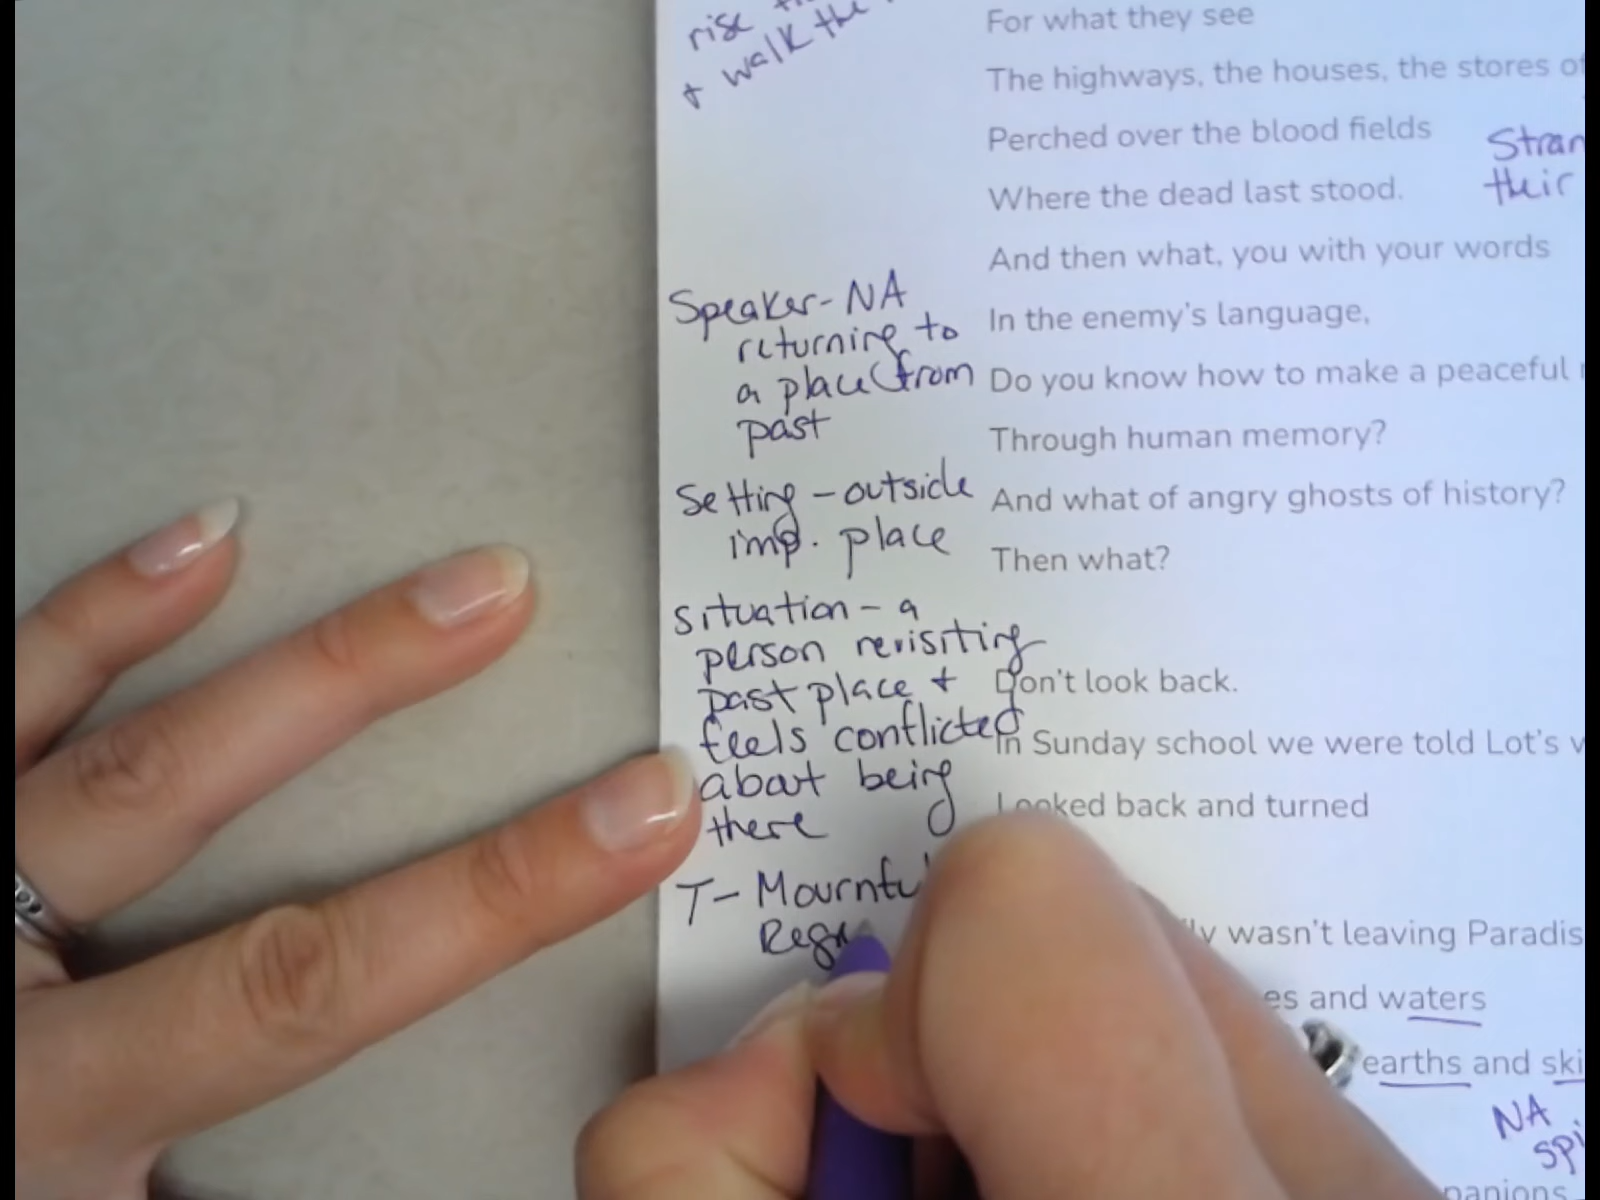 rise
+ walk the
For what they see
The highways, the houses, the stores of
Perched over the blood fields
Where the dead last stood.
And then what, you with your words
In the enemy's language,
Do you know how to make a peaceful
Through human memory?
And what of angry ghosts of history?
Then what?
Don't look back.
In Sunday school we were told Lot's
Looked back and turned
wasn't leaving Paradis
es and waters
earths and ski
panions
their
NA
Speaker - NA
returning to
a place from
past
Setting - outside
imp. place
situation - a
person revisiting
past place +
feels conflicted
about being
there
T - Mournful